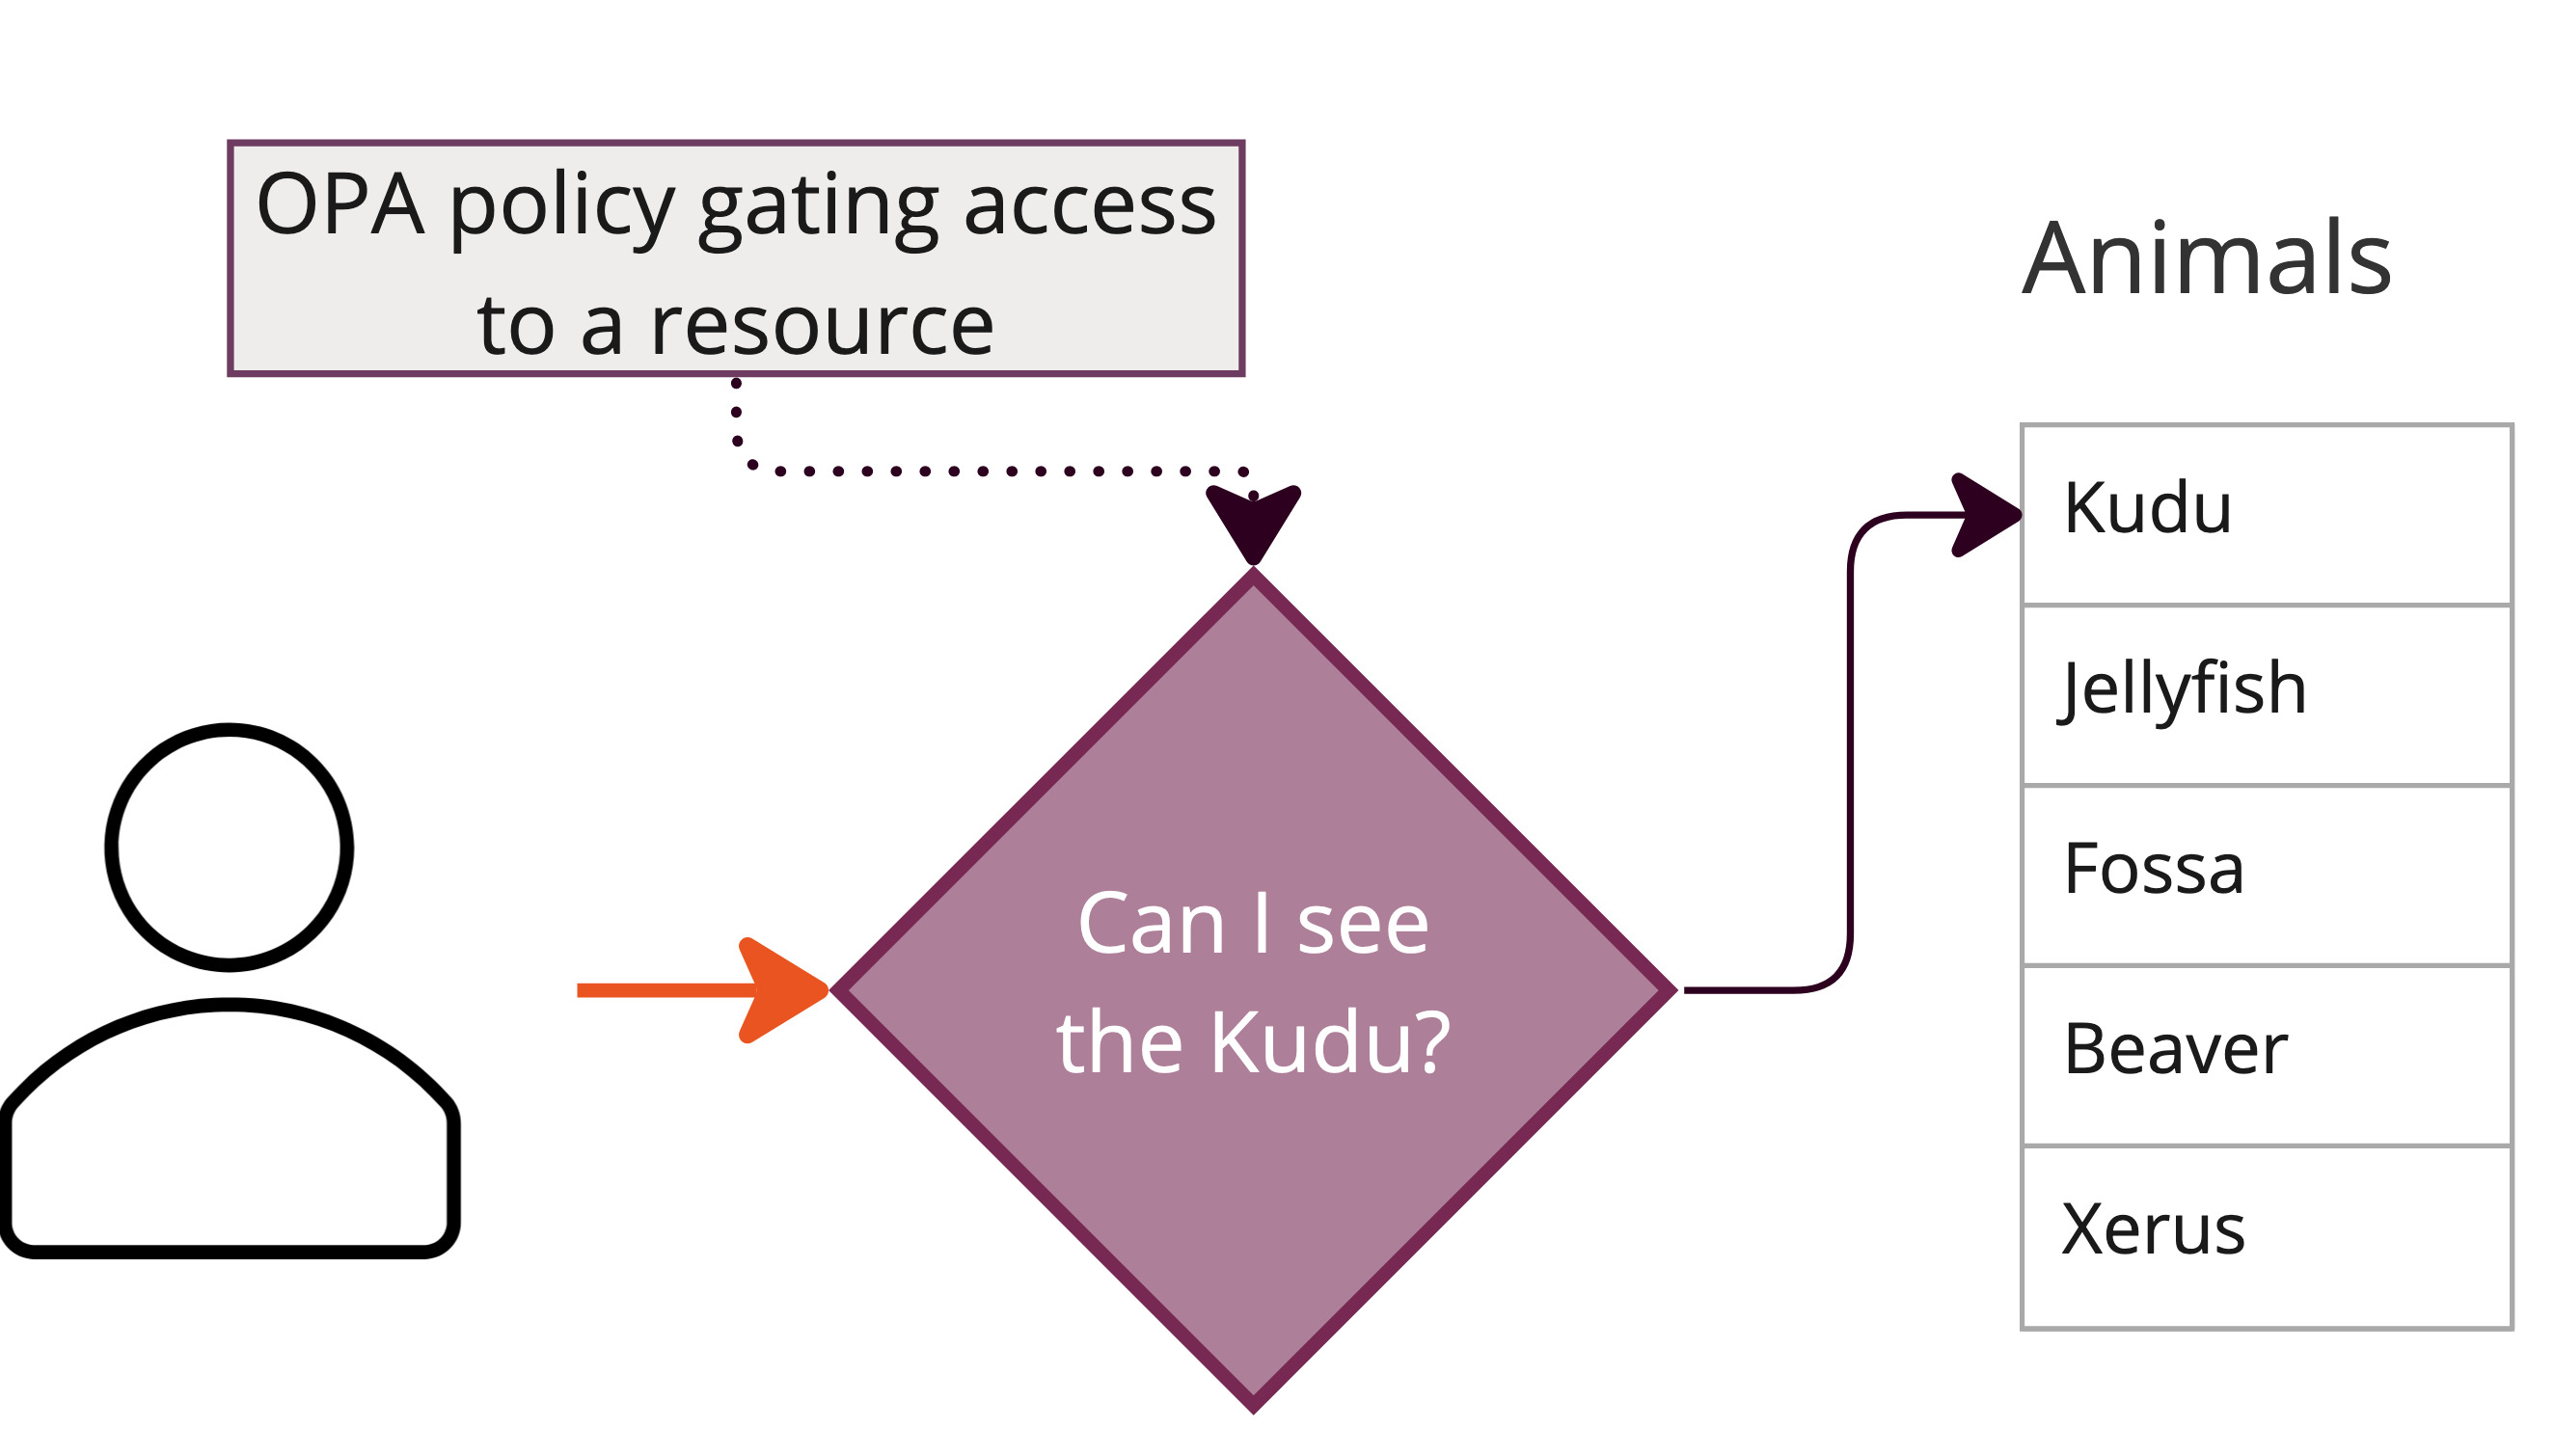 OPA policy gating access
to a resource
Animals
Kudu
Jellyfish
Fossa
Beaver
Xerus
Can I see
the Kudu?